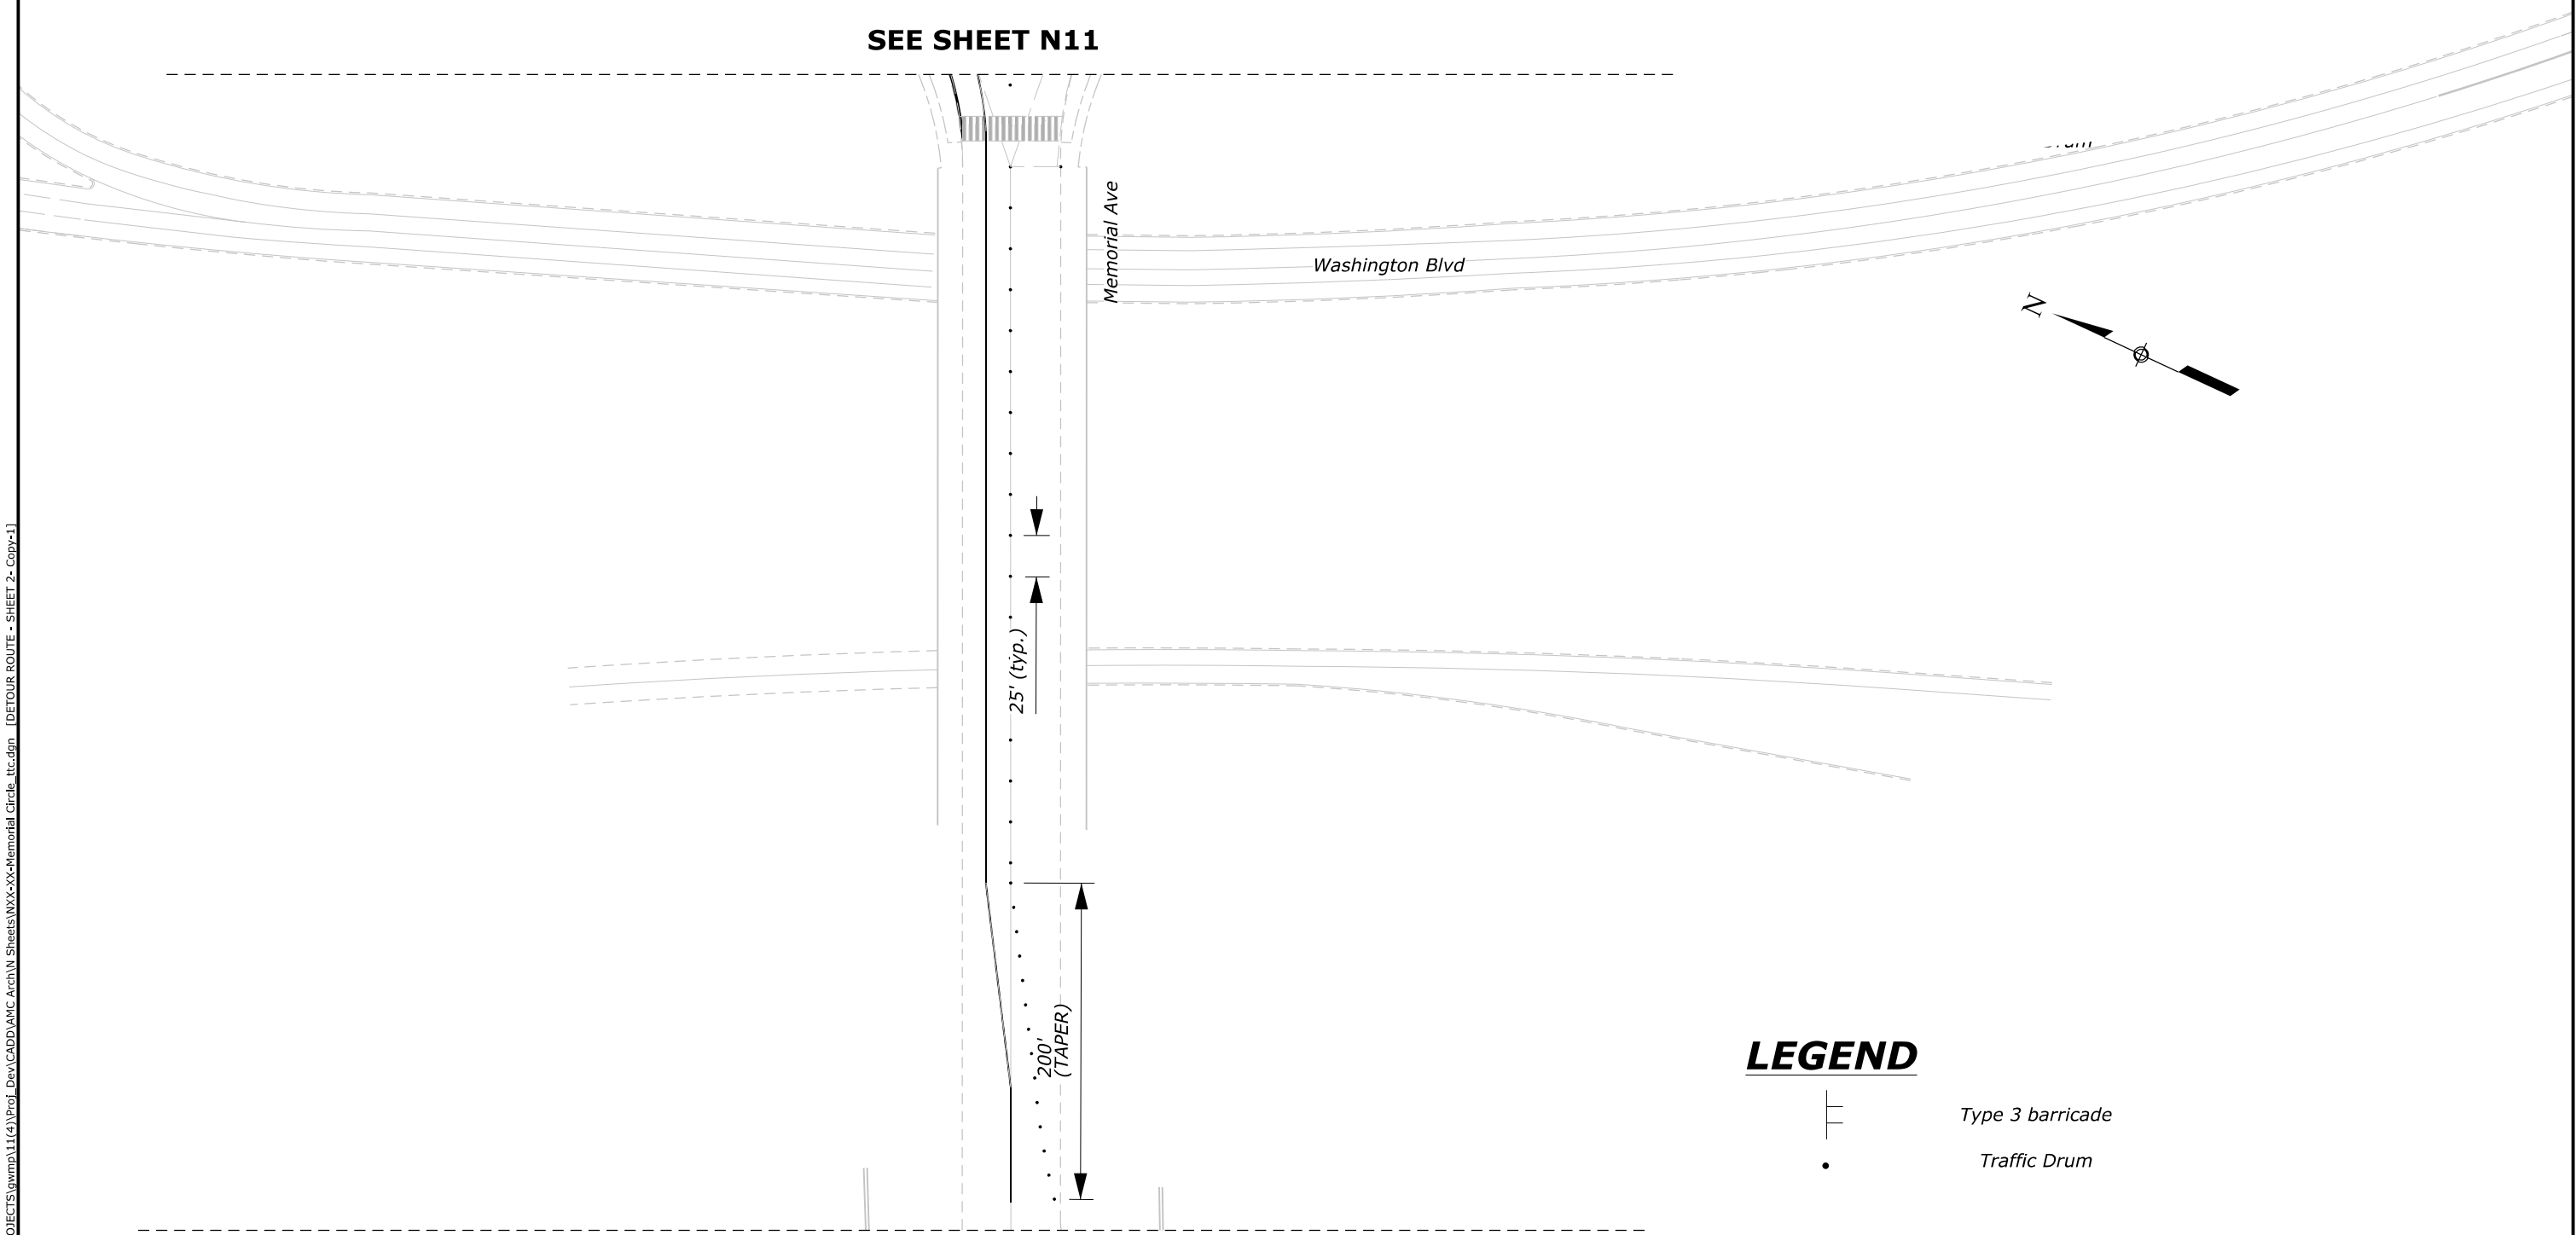 SEE SHEET N11
Memorial Ave
Washington Blvd
N
25' (typ.)
200'
(TAPER)
LEGEND
Type 3 barricade
Traffic Drum
OJECTS\gwmp\11(4)\Proj_Dev\CADD\AMC Arch\N Sheets\NXX-XX-Memorial Circle_ttc.dgn [DETOUR ROUTE - SHEET 2- Copy-1]